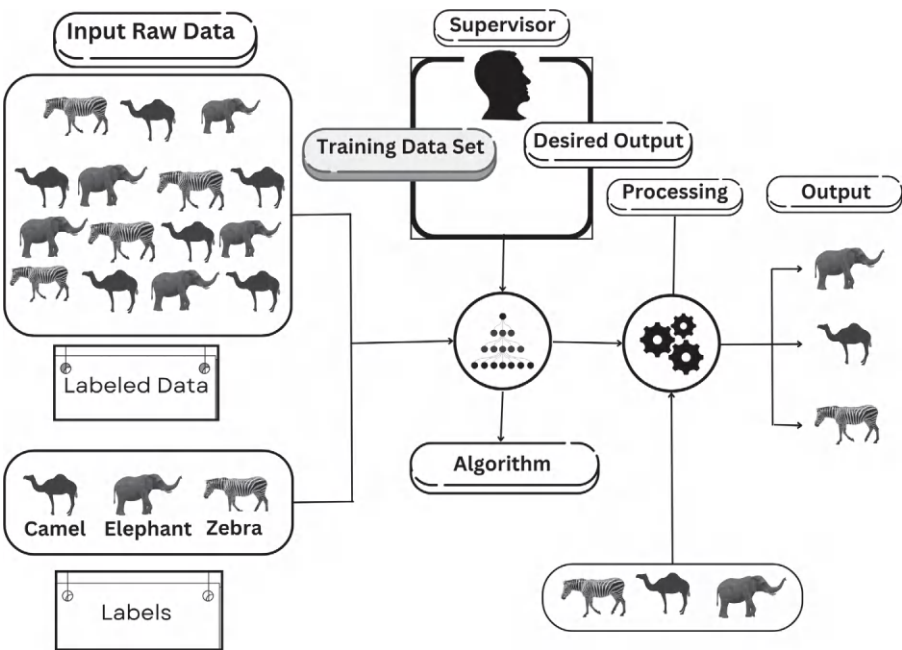 Input Raw Data
Supervisor
Training Data Set
Desired Output
Processing
Output
Labeled Data
Algorithm
Camel Elephant Zebra
Labels